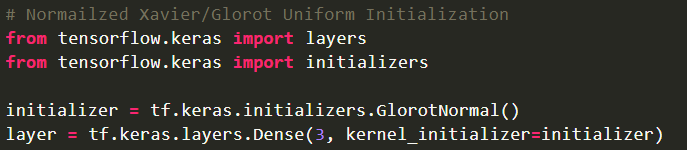 # Normailzed Xavier/Glorot Uniform Initialization
from tensorflow.keras import layers
from tensorflow.keras import initializers

initializer = tf.keras.initializers.GlorotNormal()
layer = tf.keras.layers.Dense(3, kernel_initializer=initializer)